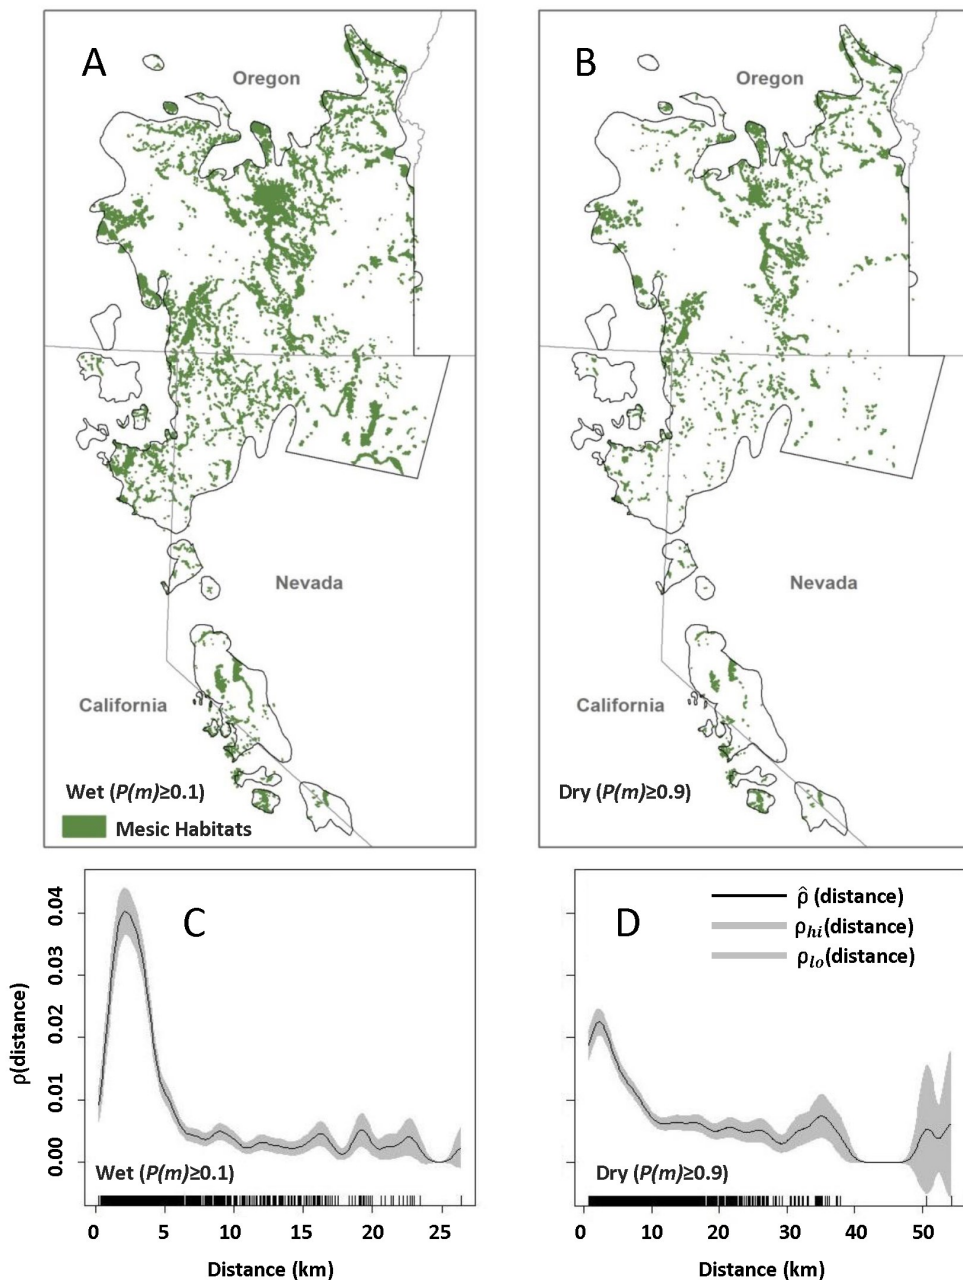 A
Oregon
Nevada
California
Wet (P(m)≥0.1)
Mesic Habitats
B
Oregon
Nevada
California
Dry (P(m)≥0.9)
C
ρ(distance)
0.04
0.03
0.02
0.01
0.00
Wet (P(m)≥0.1)
0 5 10 15 20 25
Distance (km)
D
ρ̂ (distance)
ρhi(distance)
ρlo(distance)
Dry (P(m)≥0.9)
0 10 20 30 40 50
Distance (km)